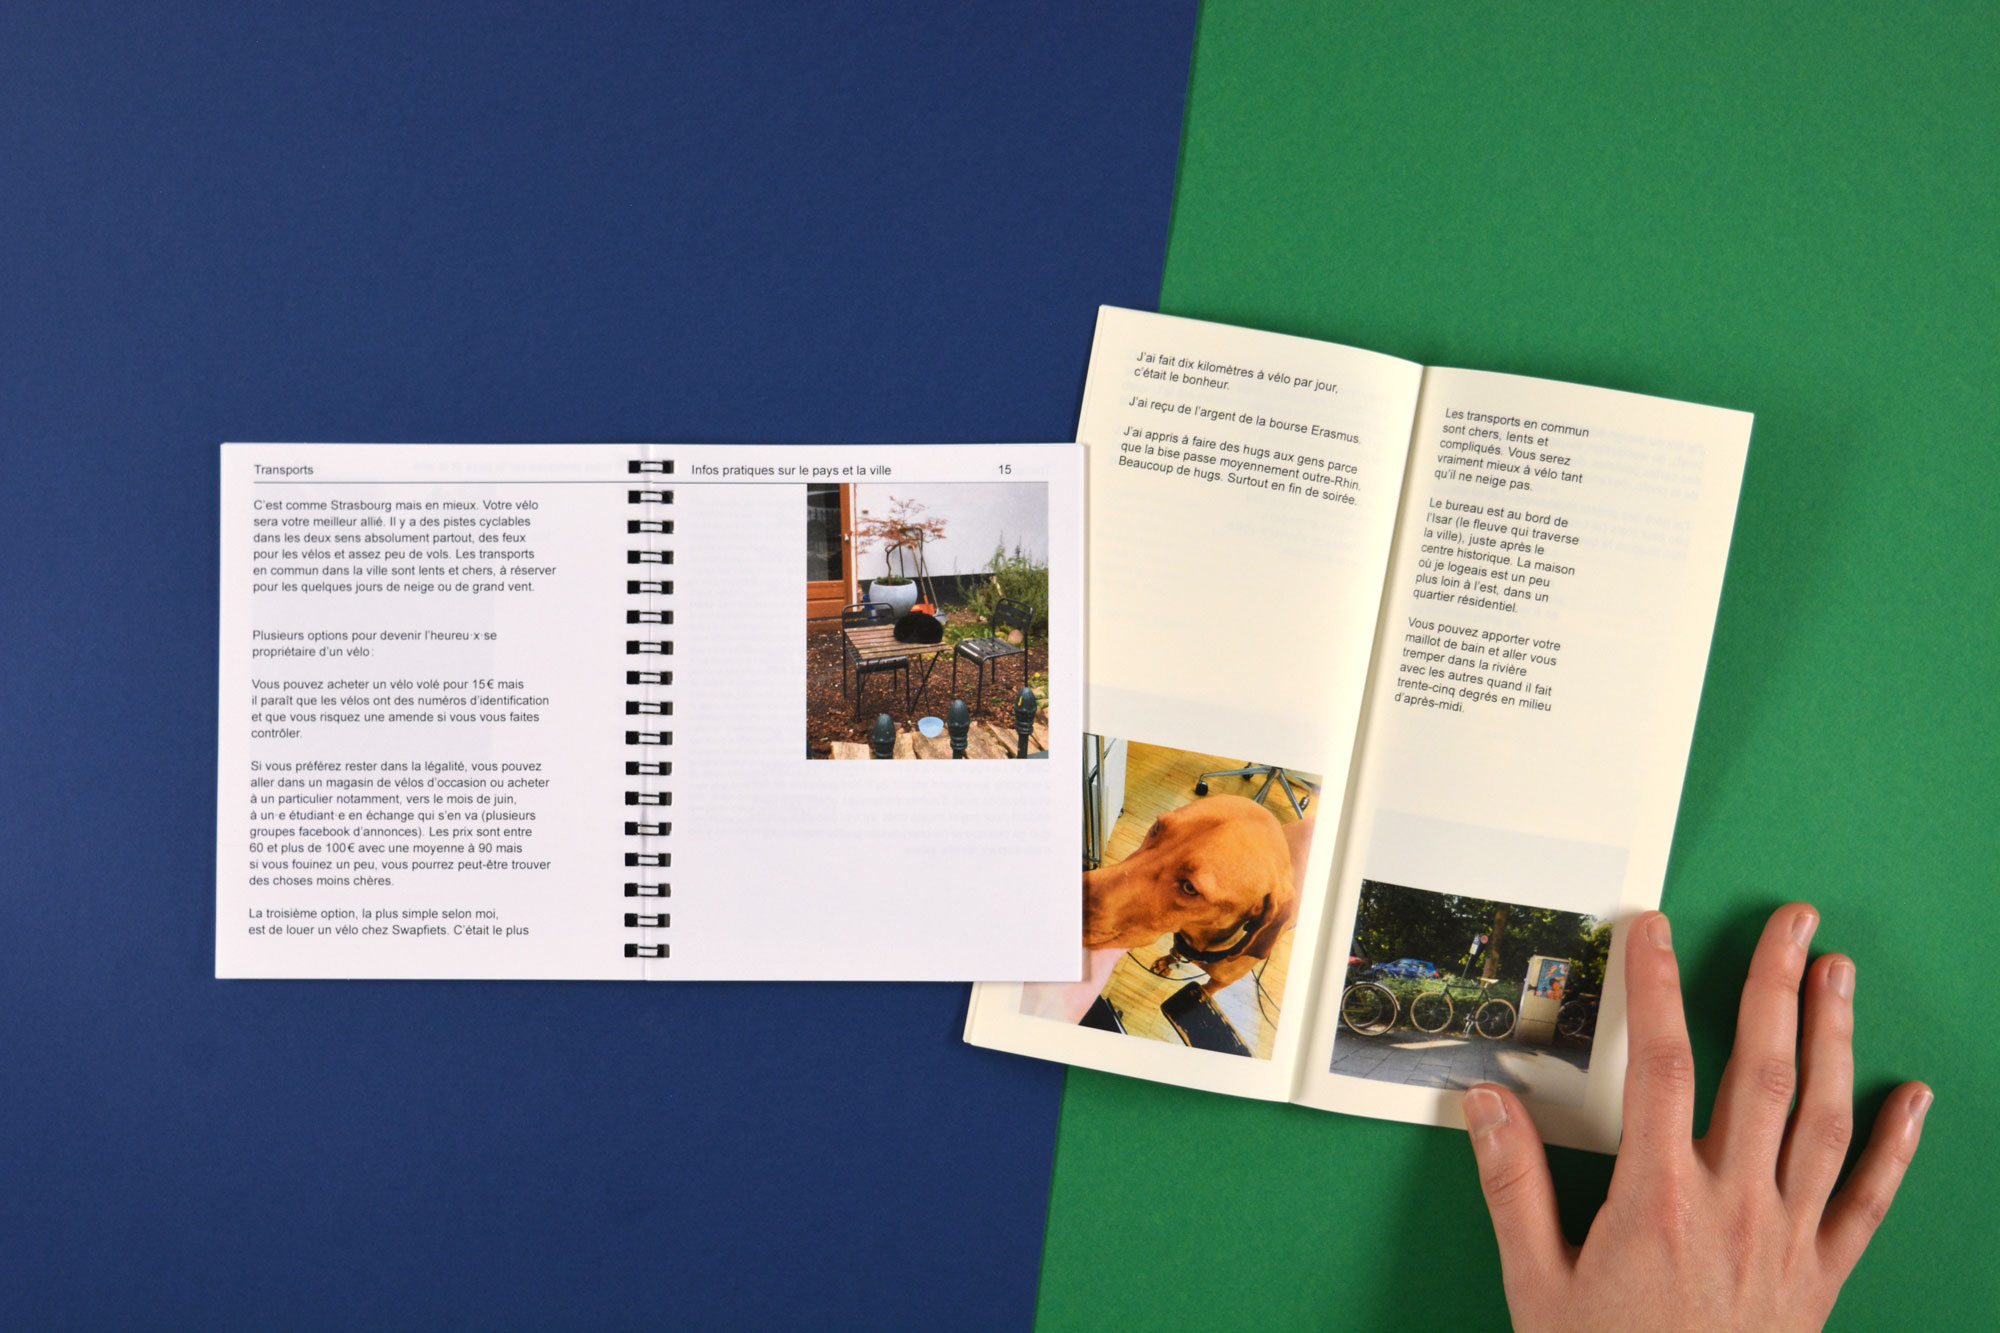 Transports
C'est comme Strasbourg mais en mieux. Votre vélo
sera votre meilleur allié. Il y a des pistes cyclables
dans les deux sens absolument partout, des feux
pour les vélos et assez peu de vols. Les transports
en commun dans la ville sont lents et chers, à réserver
pour les quelques jours de neige ou de grand vent.
Plusieurs options pour devenir l'heureu·x·se
propriétaire d'un vélo :
Vous pouvez acheter un vélo volé pour 15€ mais
il paraît que les vélos ont des numéros d'identification
et que vous risquez une amende si vous vous faites
contrôler.
Si vous préférez rester dans la légalité, vous pouvez
aller dans un magasin de vélos d'occasion ou acheter
à un particulier notamment, vers le mois de juin,
à un·e étudiant·e en échange qui s'en va (plusieurs
groupes facebook d'annonces). Les prix sont entre
60 et plus de 100€ avec une moyenne à 90 mais
si vous fouinez un peu, vous pourrez peut-être trouver
des choses moins chères.
La troisième option, la plus simple selon moi,
est de louer un vélo chez Swapfiets. C'était le plus
Infos pratiques sur le pays et la ville 15
J'ai fait dix kilomètres à vélo par jour,
c'était le bonheur.
J'ai reçu de l'argent de la bourse Erasmus.
J'ai appris à faire des hugs aux gens parce
que la bise passe moyennement outre-Rhin.
Beaucoup de hugs. Surtout en fin de soirée.
Les transports en commun
sont chers, lents et
compliqués. Vous serez
vraiment mieux à vélo tant
qu'il ne neige pas.
Le bureau est au bord de
l'Isar (le fleuve qui traverse
la ville), juste après le
centre historique. La maison
où je logeais est un peu
plus loin à l'est, dans un
quartier résidentiel.
Vous pouvez apporter votre
maillot de bain et aller vous
tremper dans la rivière
avec les autres quand il fait
trente-cinq degrés en milieu
d'après-midi.